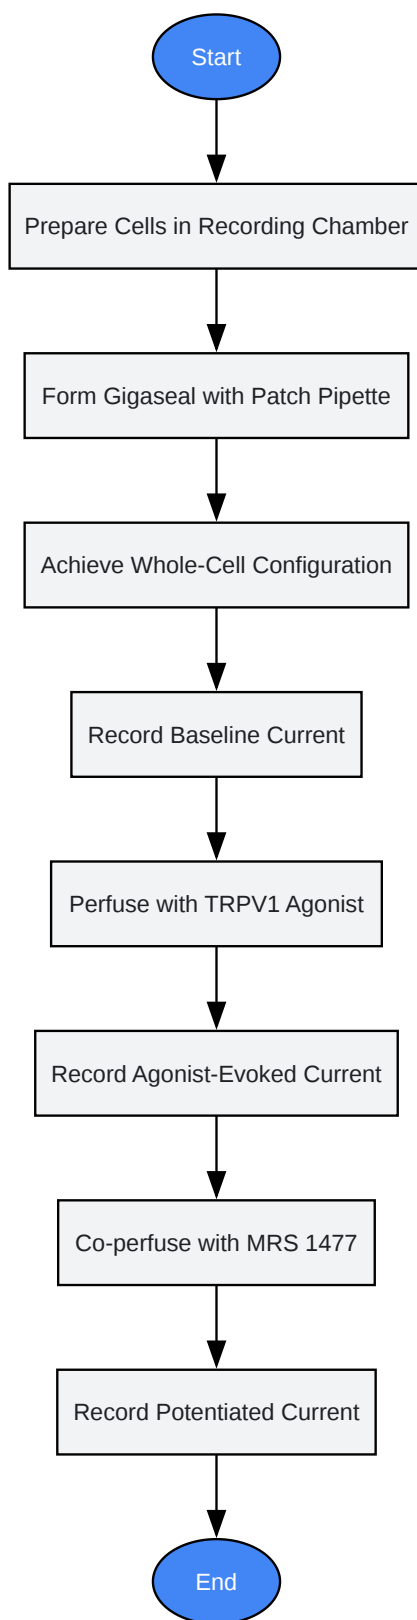 Start
Prepare Cells in Recording Chamber
Form Gigaseal with Patch Pipette
Achieve Whole-Cell Configuration
Record Baseline Current
Perfuse with TRPV1 Agonist
Record Agonist-Evoked Current
Co-perfuse with MRS 1477
Record Potentiated Current
End